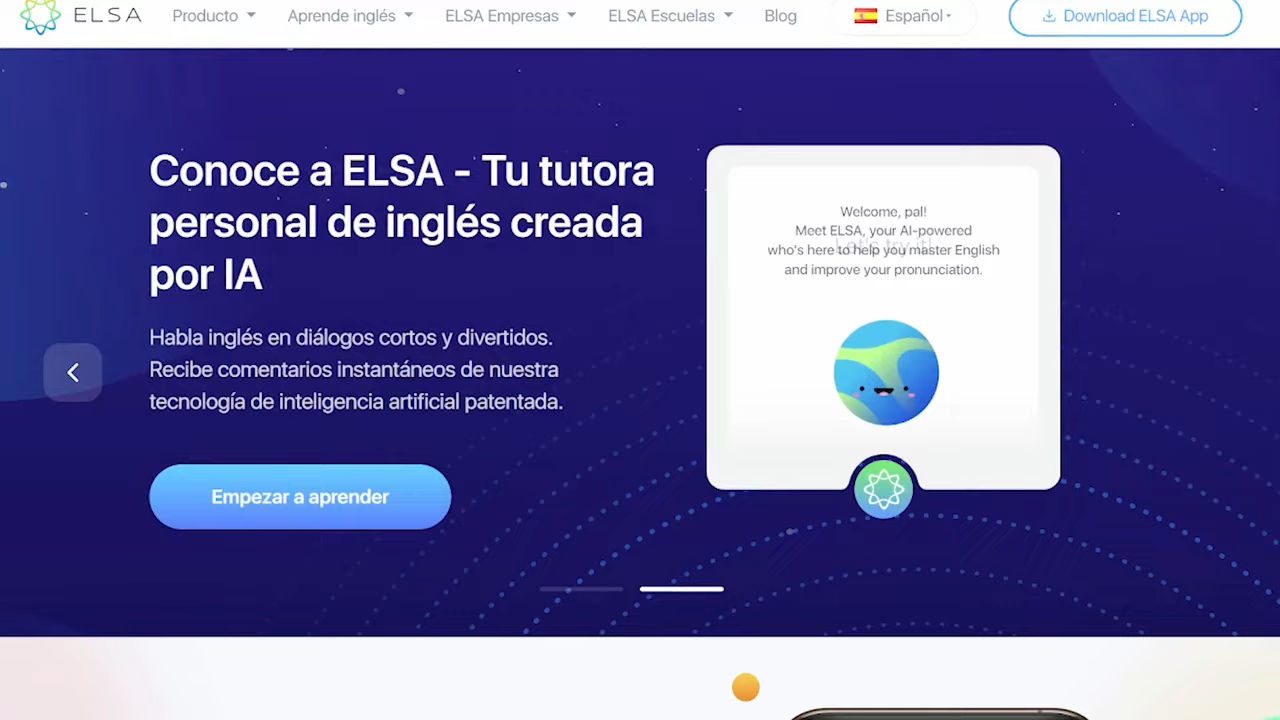 ELSA
Producto
Aprende inglés
ELSA Empresas
ELSA Escuelas
Blog
Español
Download ELSA App
Conoce a ELSA - Tu tutora
personal de inglés creada
por IA
Habla inglés en diálogos cortos y divertidos.
Recibe comentarios instantáneos de nuestra
tecnología de inteligencia artificial patentada.
Empezar a aprender
Welcome, pal!
Meet ELSA, your AI-powered
who's here to help you master English
and improve your pronunciation.
Let's try it!